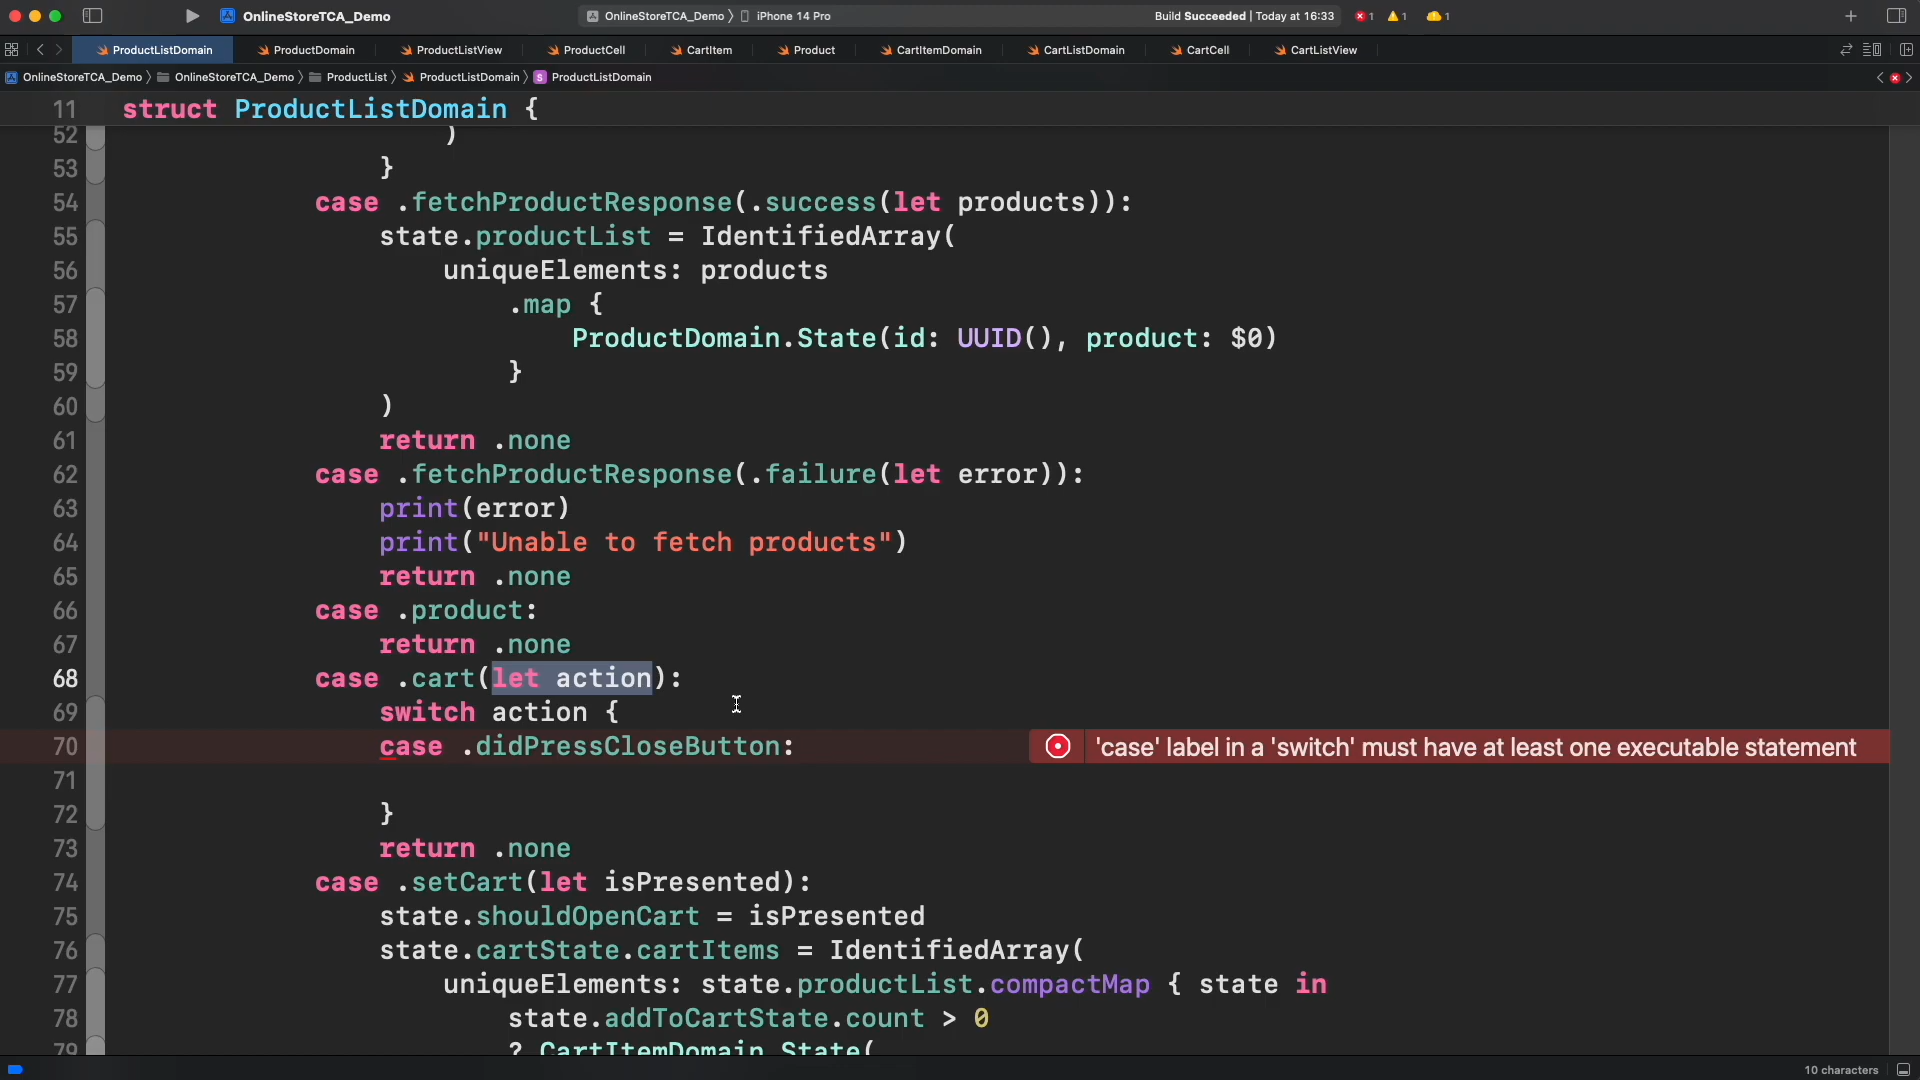 OnlineStoreTCA_Demo
OnlineStoreTCA_Demo 〉 iPhone 14 Pro
Build Succeeded | Today at 16:33
1 1 1
ProductListDomain
ProductDomain
ProductListView
ProductCell
CartItem
Product
CartItemDomain
CartListDomain
CartCell
CartListView
OnlineStoreTCA_Demo 〉 OnlineStoreTCA_Demo 〉 ProductList 〉 ProductListDomain 〉 S ProductListDomain
11 struct ProductListDomain {
52 )
53 }
54 case .fetchProductResponse(.success(let products)):
55 state.productList = IdentifiedArray(
56 uniqueElements: products
57 .map {
58 ProductDomain.State(id: UUID(), product: $0)
59 }
60 )
61 return .none
62 case .fetchProductResponse(.failure(let error)):
63 print(error)
64 print("Unable to fetch products")
65 return .none
66 case .product:
67 return .none
68 case .cart(let action):
69 switch action {
70 case .didPressCloseButton: 'case' label in a 'switch' must have at least one executable statement
71
72 }
73 return .none
74 case .setCart(let isPresented):
75 state.shouldOpenCart = isPresented
76 state.cartState.cartItems = IdentifiedArray(
77 uniqueElements: state.productList.compactMap { state in
78 state.addToCartState.count > 0
79 ? CartItemDomain.State(
10 characters